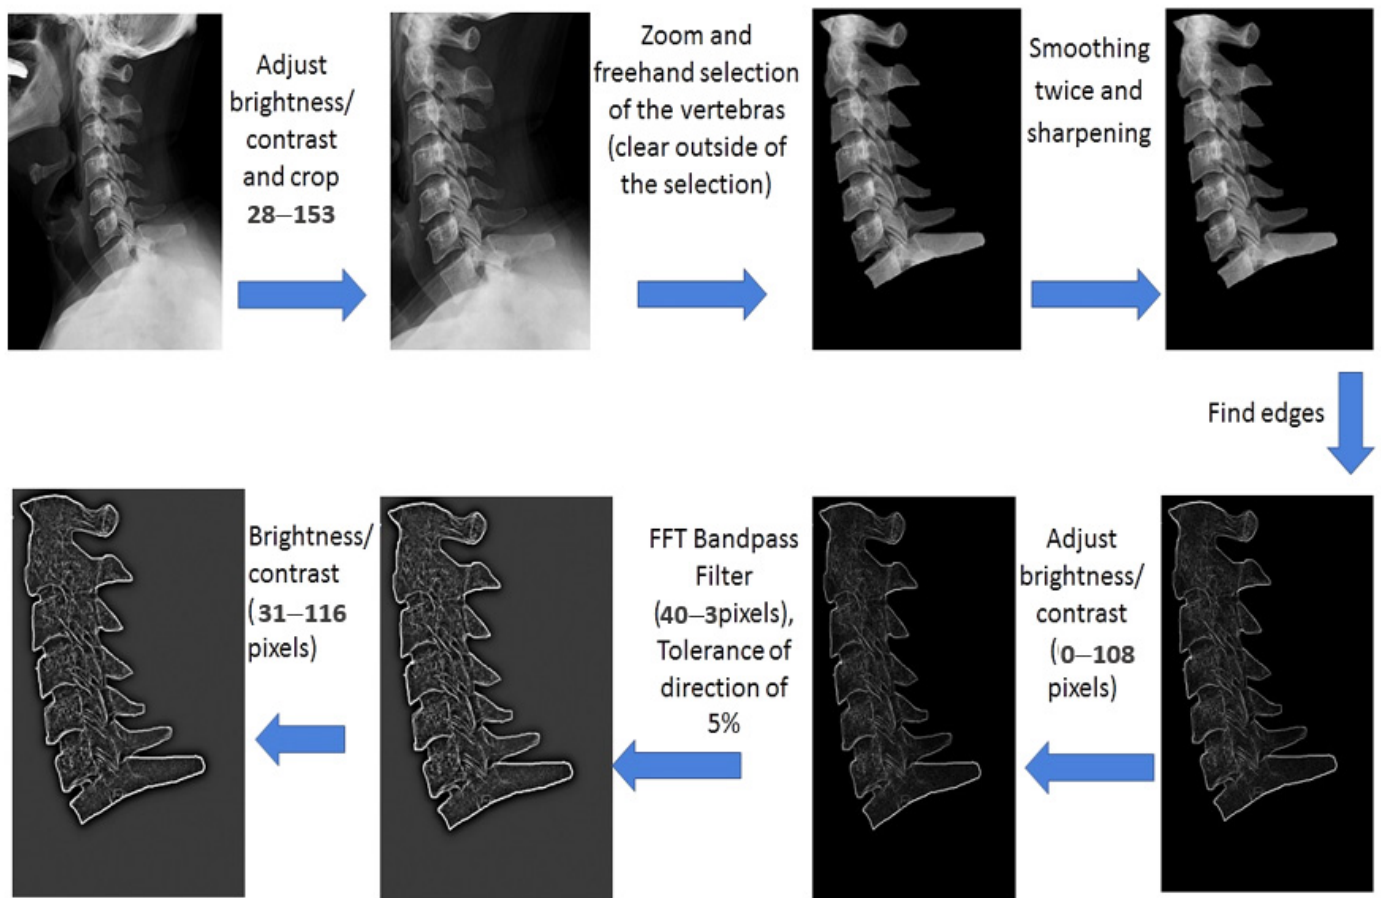 Adjust
brightness/
contrast
and crop
28–153
Zoom and
freehand selection
of the vertebras
(clear outside of
the selection)
Smoothing
twice and
sharpening
Find edges
Adjust
brightness/
contrast
(0–108
pixels)
FFT Bandpass
Filter
(40–3pixels),
Tolerance of
direction of
5%
Brightness/
contrast
(31–116
pixels)